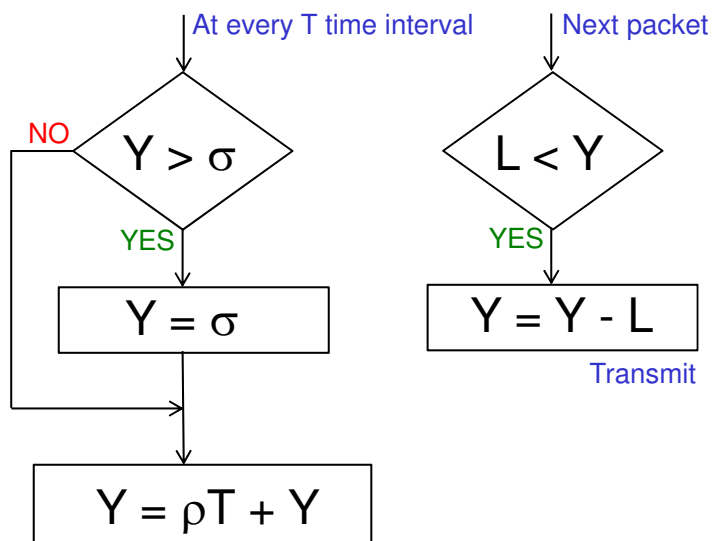 At every T time interval
Next packet
NO
Y > σ
L < Y
YES
YES
Y = σ
Y = Y - L
Transmit
Y = ρT + Y